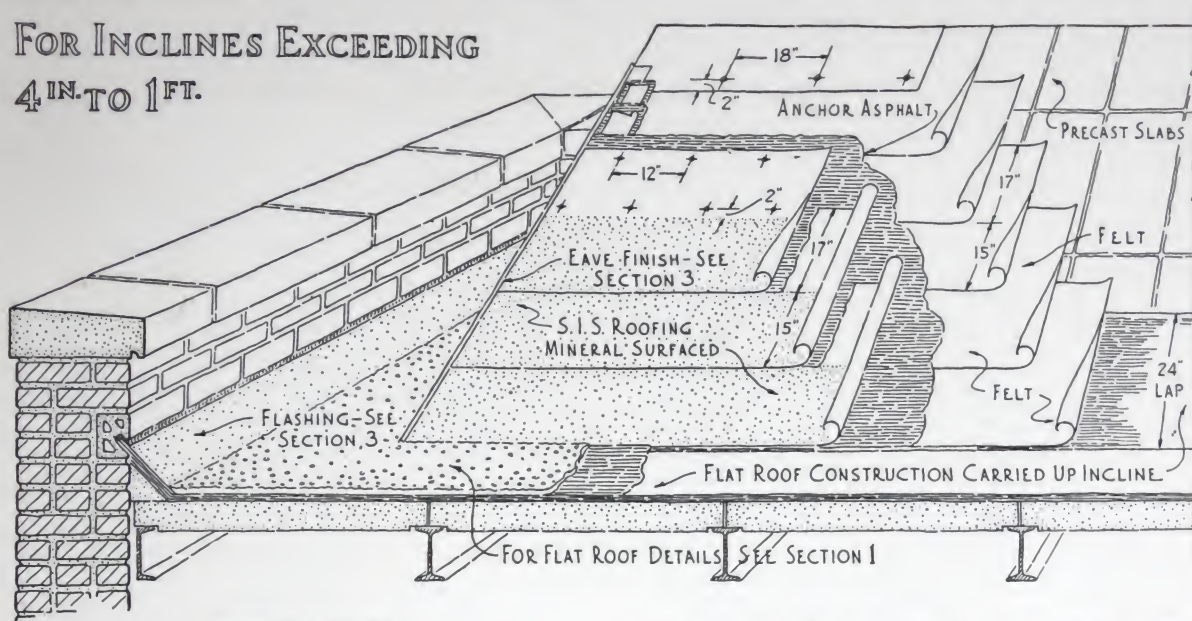 FOR INCLINES EXCEEDING
4 IN. TO 1 FT.
18"
2"
ANCHOR ASPHALT
PRECAST SLABS
12"
2"
17"
17"
15"
FELT
EAVE FINISH-SEE
SECTION 3
S.I.S. ROOFING
MINERAL SURFACED
15"
24"
LAP
FELT
FLASHING-SEE
SECTION 3
FLAT ROOF CONSTRUCTION CARRIED UP INCLINE
FOR FLAT ROOF DETAILS SEE SECTION 1